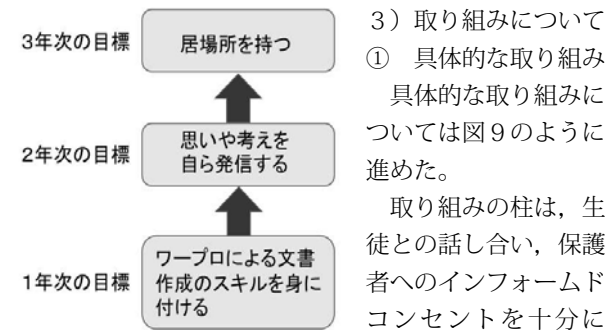 3年次の目標
居場所を持つ
2年次の目標
思いや考えを
自ら発信する
1年次の目標
ワープロによる文書
作成のスキルを身に
付ける
３）取り組みについて
①　具体的な取り組み
　具体的な取り組みに
ついては図９のように
進めた。
　取り組みの柱は，生
徒との話し合い，保護
者へのインフォームド
コンセントを十分に